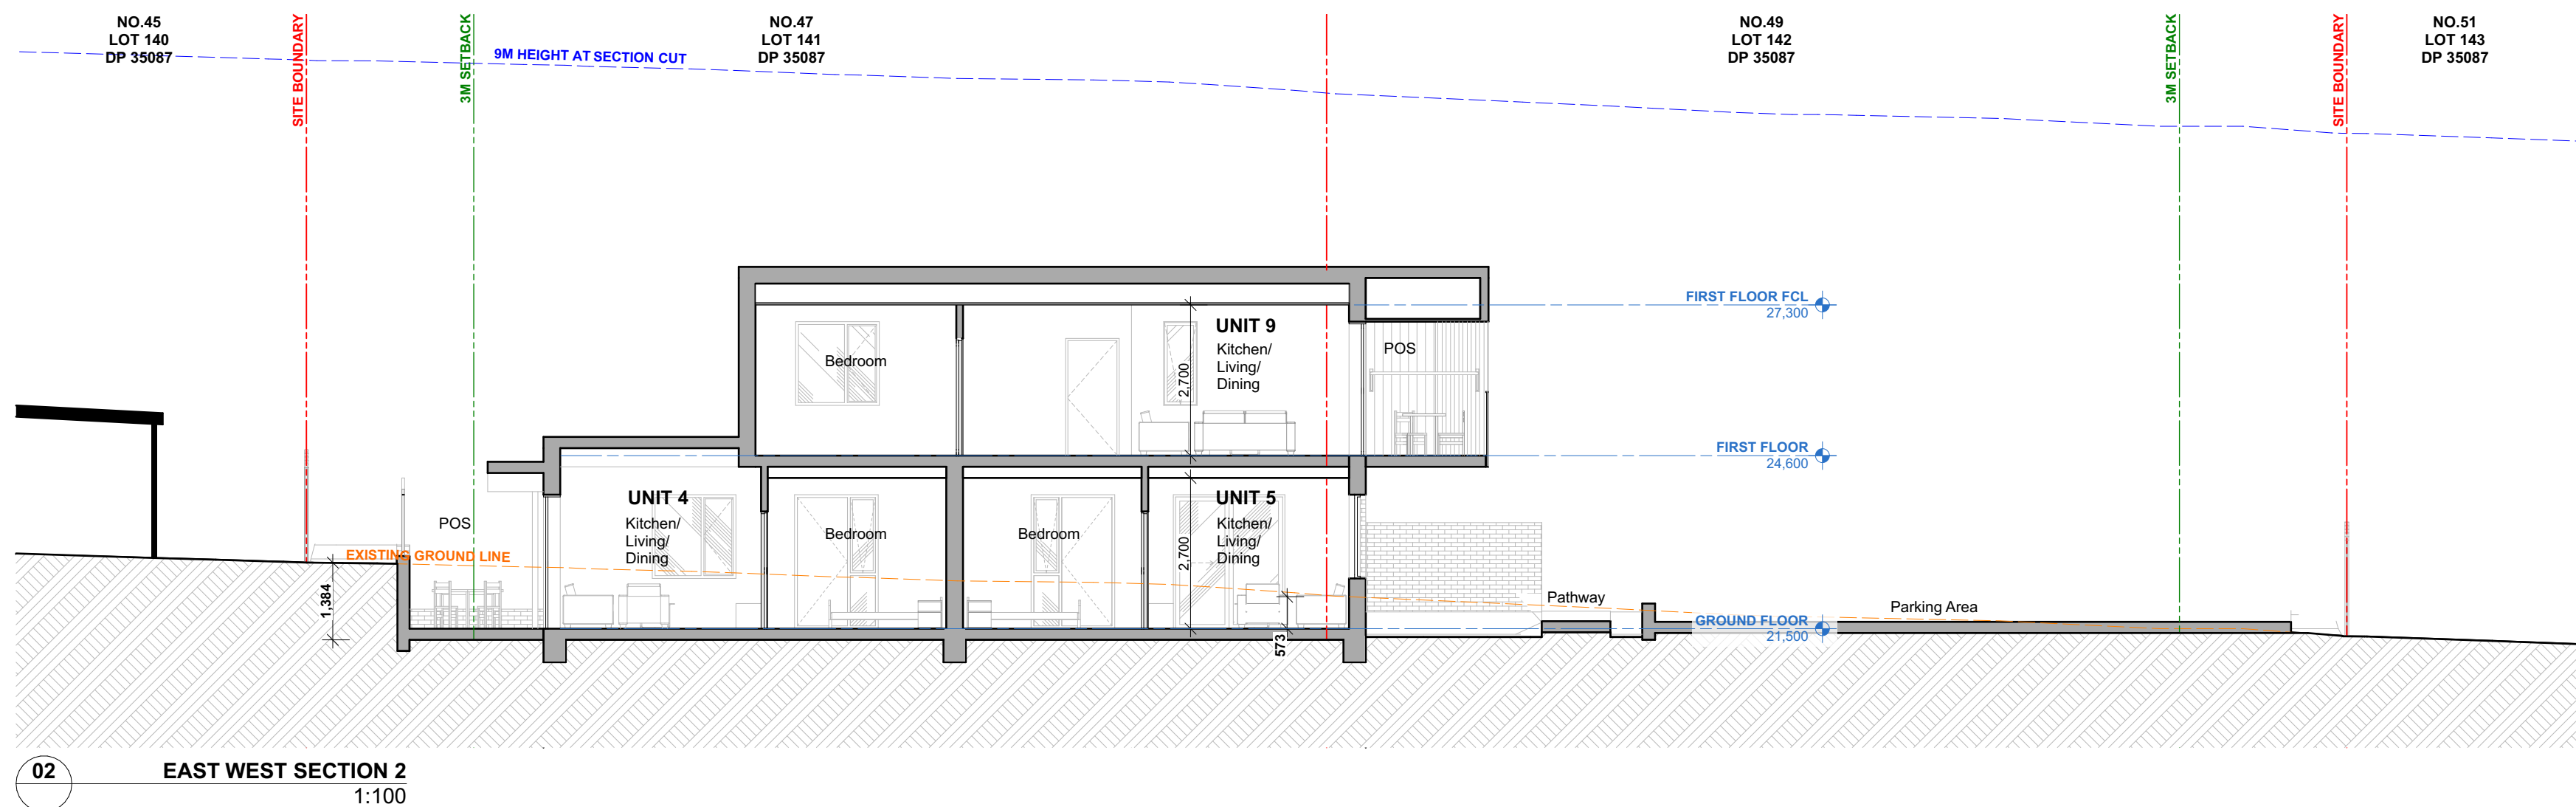 NO.45
LOT 140
DP 35087
SITE BOUNDARY
3M SETBACK
9M HEIGHT AT SECTION CUT
NO.47
LOT 141
DP 35087
NO.49
LOT 142
DP 35087
3M SETBACK
SITE BOUNDARY
NO.51
LOT 143
DP 35087
FIRST FLOOR FCL
27,300
UNIT 9
Kitchen/
Living/
Dining
Bedroom
2,700
POS
FIRST FLOOR
24,600
UNIT 4
Kitchen/
Living/
Dining
POS
Bedroom
Bedroom
UNIT 5
Kitchen/
Living/
Dining
2,700
EXISTING GROUND LINE
1,384
573
Pathway
Parking Area
GROUND FLOOR
21,500
02
EAST WEST SECTION 2
1:100